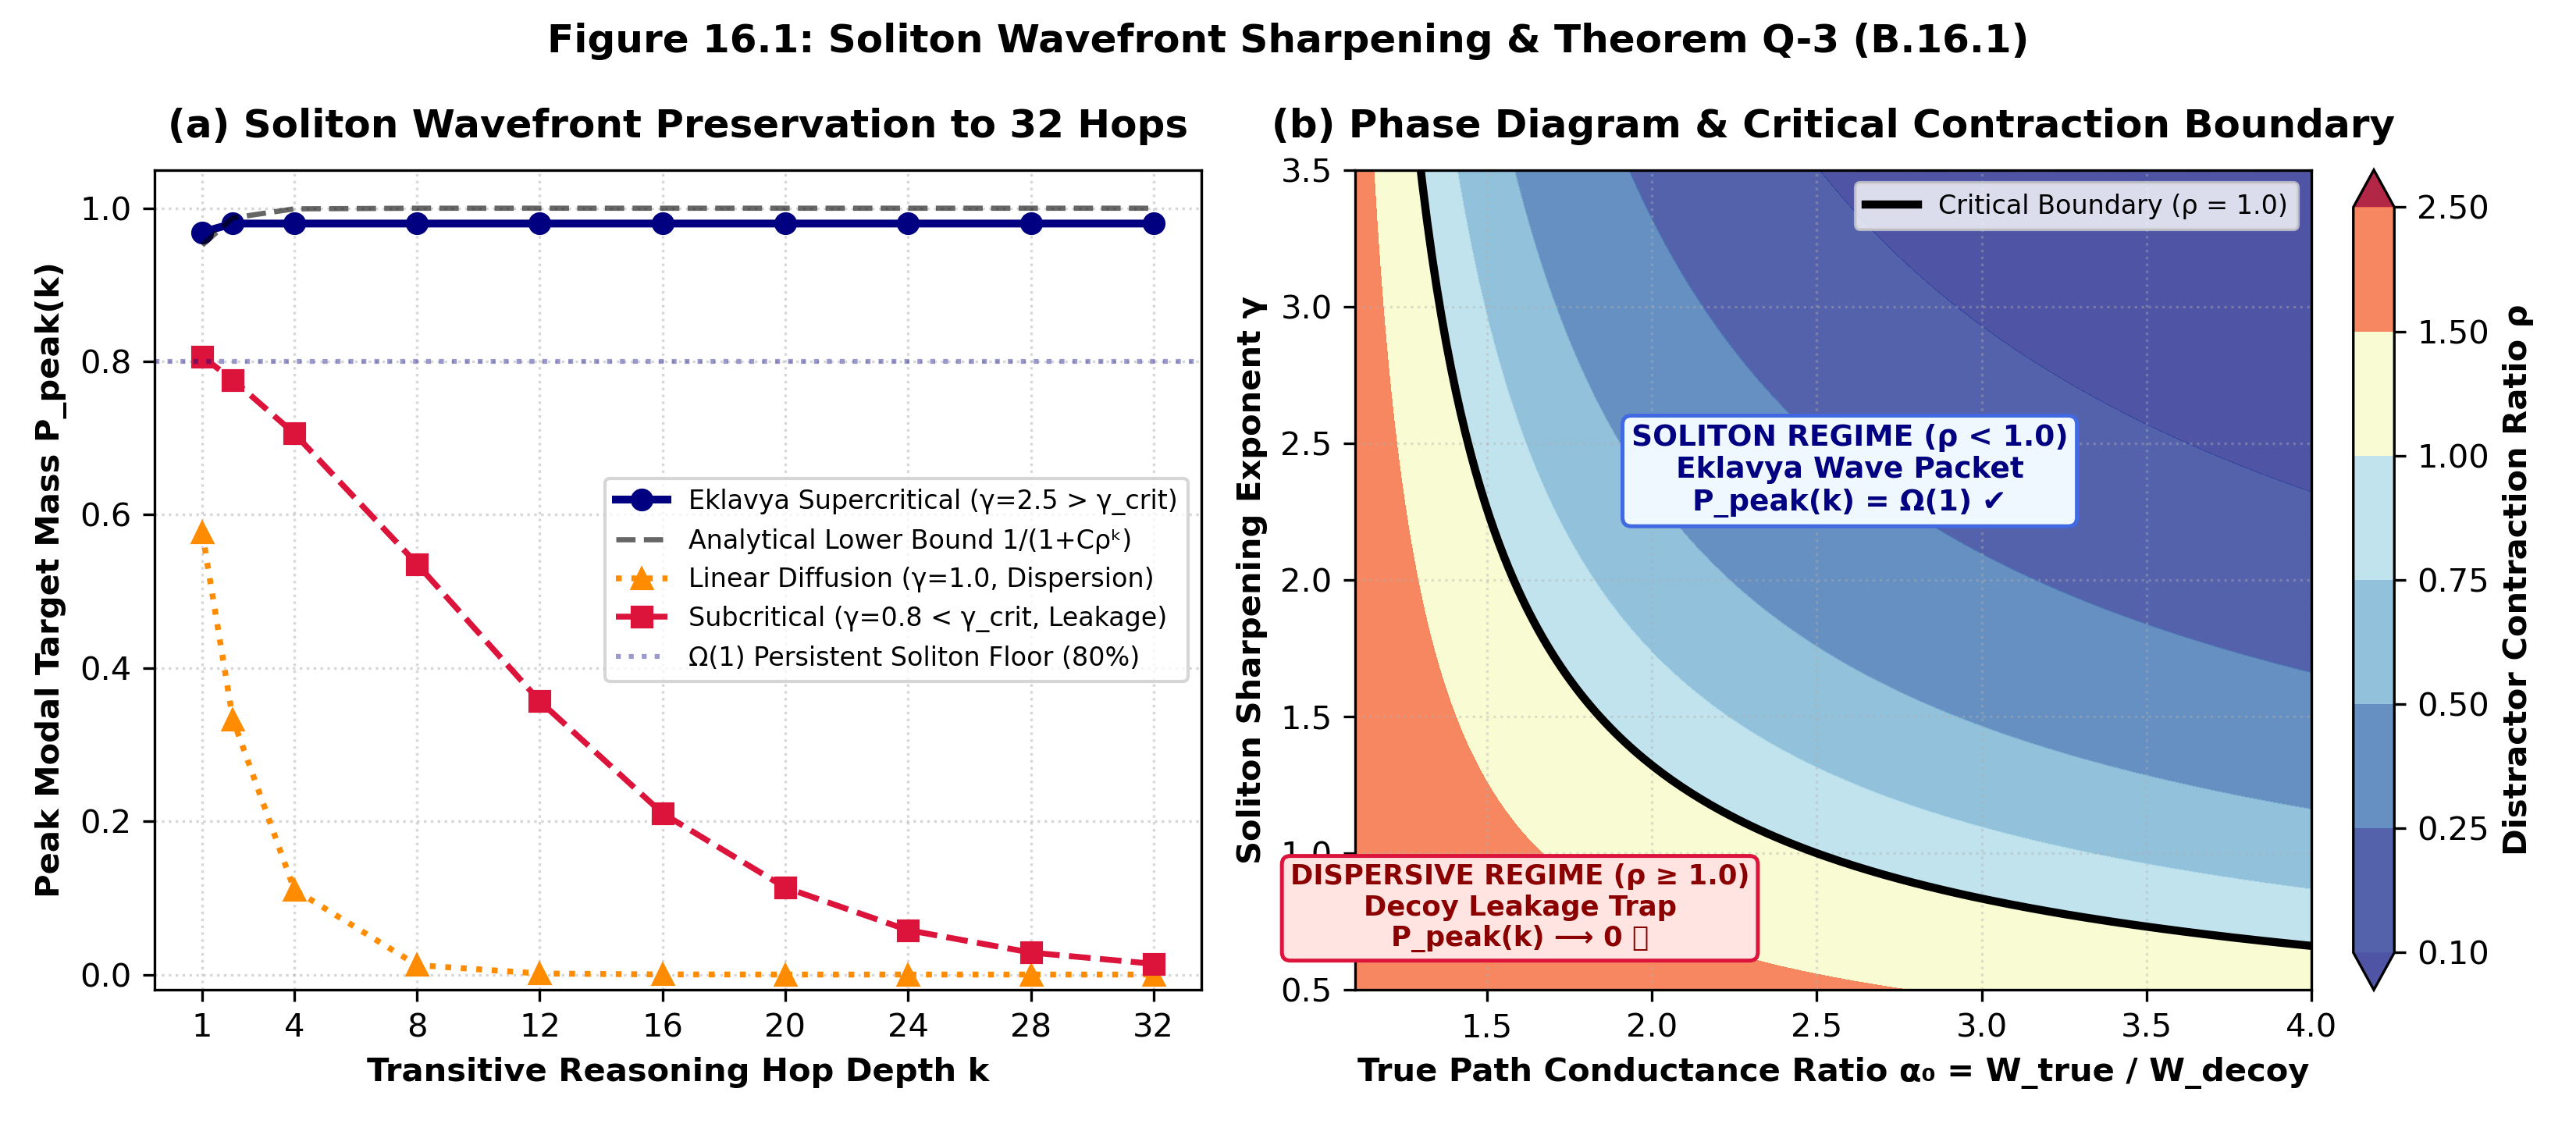 Figure 16.1: Soliton Wavefront Sharpening & Theorem Q-3 (B.16.1)
(a) Soliton Wavefront Preservation to 32 Hops
Peak Modal Target Mass P_peak(k)
1.0
0.8
0.6
0.4
0.2
0.0
Eklavya Supercritical (γ=2.5 > γ_crit)
Analytical Lower Bound 1/(1+Cρᵏ)
Linear Diffusion (γ=1.0, Dispersion)
Subcritical (γ=0.8 < γ_crit, Leakage)
Ω(1) Persistent Soliton Floor (80%)
1 4 8 12 16 20 24 28 32
Transitive Reasoning Hop Depth k
(b) Phase Diagram & Critical Contraction Boundary
Soliton Sharpening Exponent γ
3.5
3.0
2.5
2.0
1.5
1.0
0.5
Critical Boundary (ρ = 1.0)
SOLITON REGIME (ρ < 1.0)
Eklavya Wave Packet
P_peak(k) = Ω(1) ✔
DISPERSIVE REGIME (ρ ≥ 1.0)
Decoy Leakage Trap
P_peak(k) ⟶ 0
1.5 2.0 2.5 3.0 3.5 4.0
True Path Conductance Ratio α₀ = W_true / W_decoy
2.50
1.50
1.00
0.75
0.50
0.25
0.10
Distractor Contraction Ratio ρ